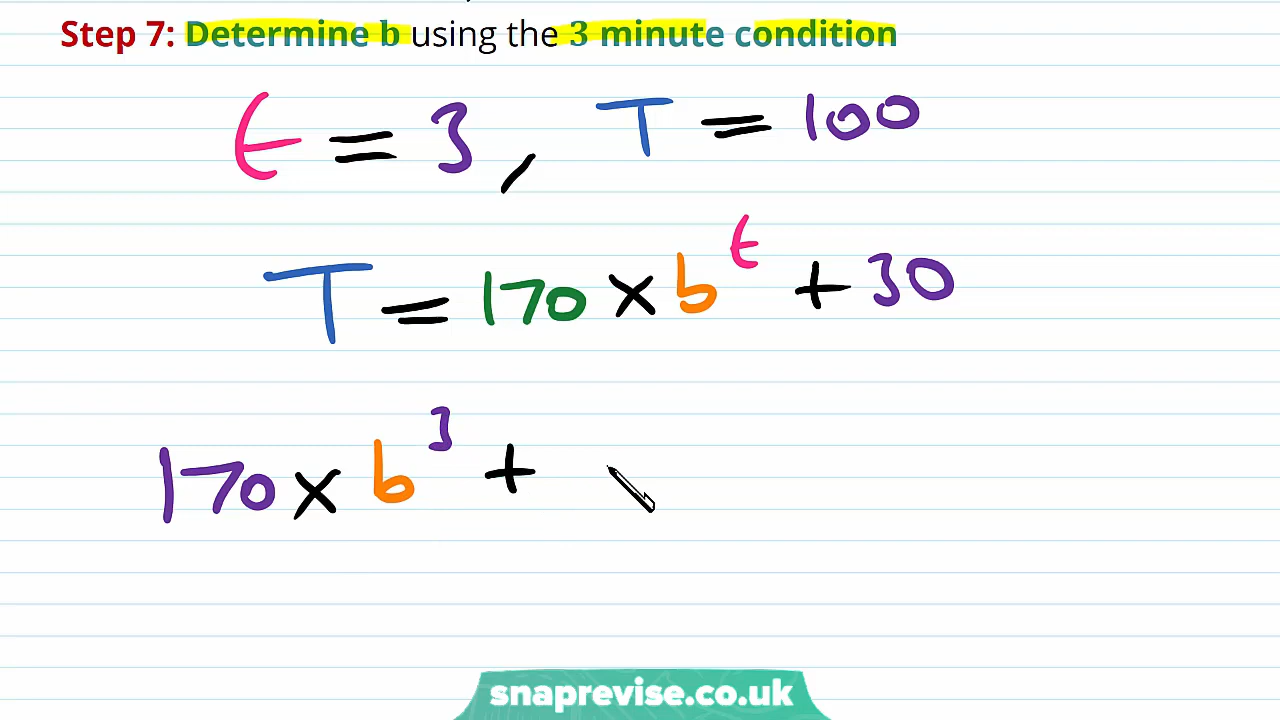 Step 7: Determine b using the 3 minute condition
t = 3, T = 100
T = 170 × b^t + 30
170 × b^3 +
snaprevise.co.uk